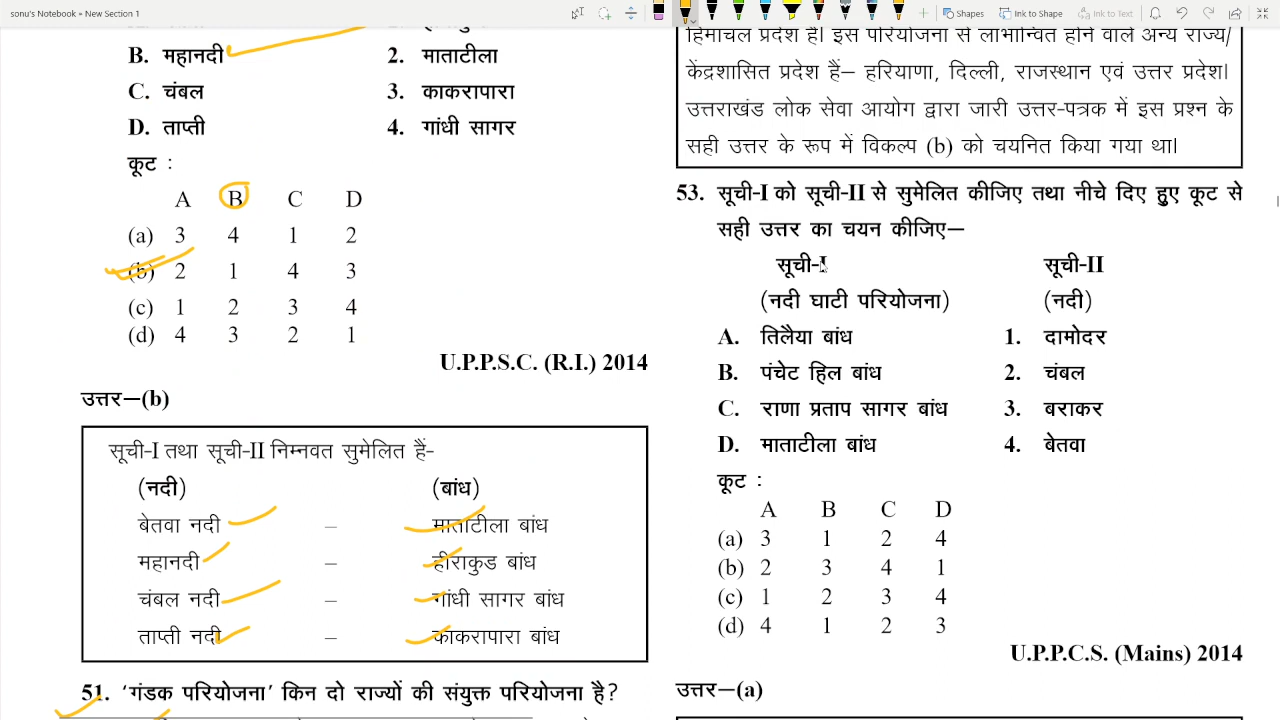 sonu's Notebook » New Section 1
Shapes
Ink to Shape
Ink to Text
B. महानदी 2. माताटीला
C. चंबल 3. काकरापारा
D. ताप्ती 4. गांधी सागर
कूट :
A B C D
(a) 3 4 1 2
(b) 2 1 4 3
(c) 1 2 3 4
(d) 4 3 2 1
U.P.P.S.C. (R.I.) 2014
उत्तर–(b)
सूची-I तथा सूची-II निम्नवत सुमेलित हैं-
(नदी) (बांध)
बेतवा नदी – माताटीला बांध
महानदी – हीराकुड बांध
चंबल नदी – गांधी सागर बांध
ताप्ती नदी – काकरापारा बांध
51. 'गंडक परियोजना' किन दो राज्यों की संयुक्त परियोजना है?
हिमाचल प्रदेश है। इस परियोजना से लाभान्वित होने वाले अन्य राज्य/
केंद्रशासित प्रदेश हैं– हरियाणा, दिल्ली, राजस्थान एवं उत्तर प्रदेश।
उत्तराखंड लोक सेवा आयोग द्वारा जारी उत्तर-पत्रक में इस प्रश्न के
सही उत्तर के रूप में विकल्प (b) को चयनित किया गया था।
53. सूची-I को सूची-II से सुमेलित कीजिए तथा नीचे दिए हुए कूट से
सही उत्तर का चयन कीजिए–
सूची-I सूची-II
(नदी घाटी परियोजना) (नदी)
A. तिलैया बांध 1. दामोदर
B. पंचेट हिल बांध 2. चंबल
C. राणा प्रताप सागर बांध 3. बराकर
D. माताटीला बांध 4. बेतवा
कूट :
A B C D
(a) 3 1 2 4
(b) 2 3 4 1
(c) 1 2 3 4
(d) 4 1 2 3
U.P.P.C.S. (Mains) 2014
उत्तर–(a)